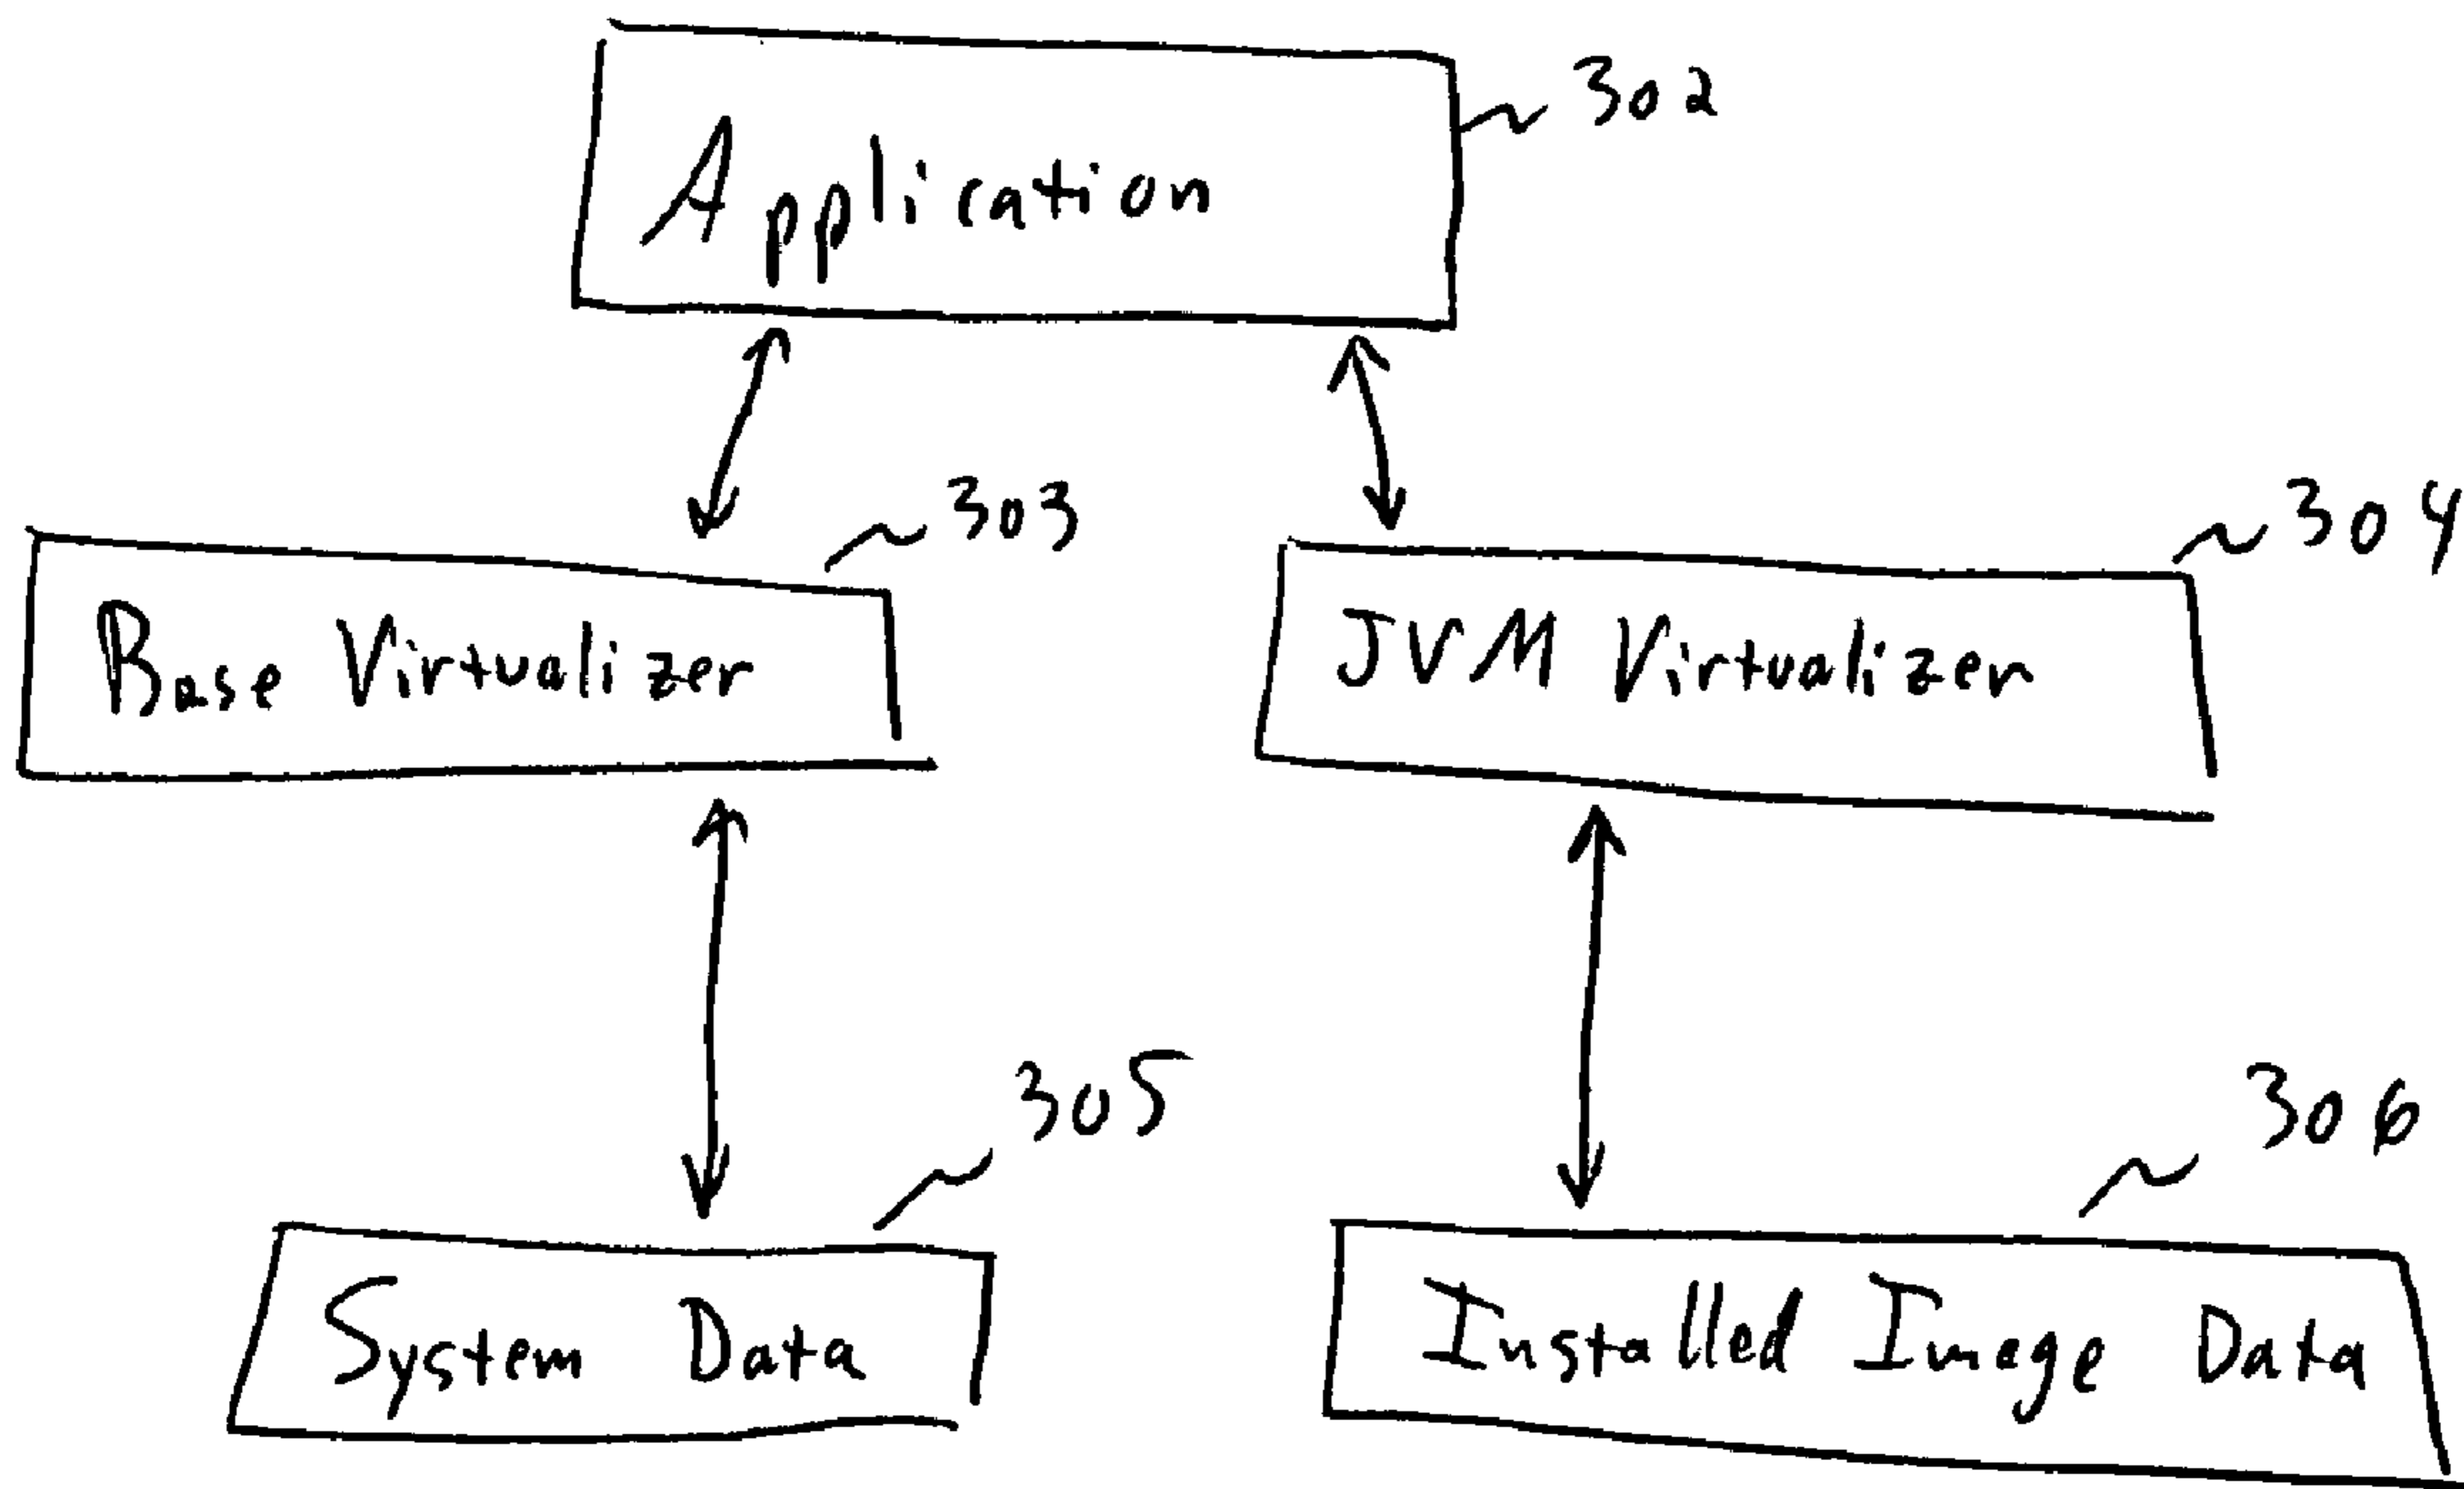 302
Application
303
304
Base Virtualizer
JVM Virtualizer
305
306
System Data
Installed Image Data